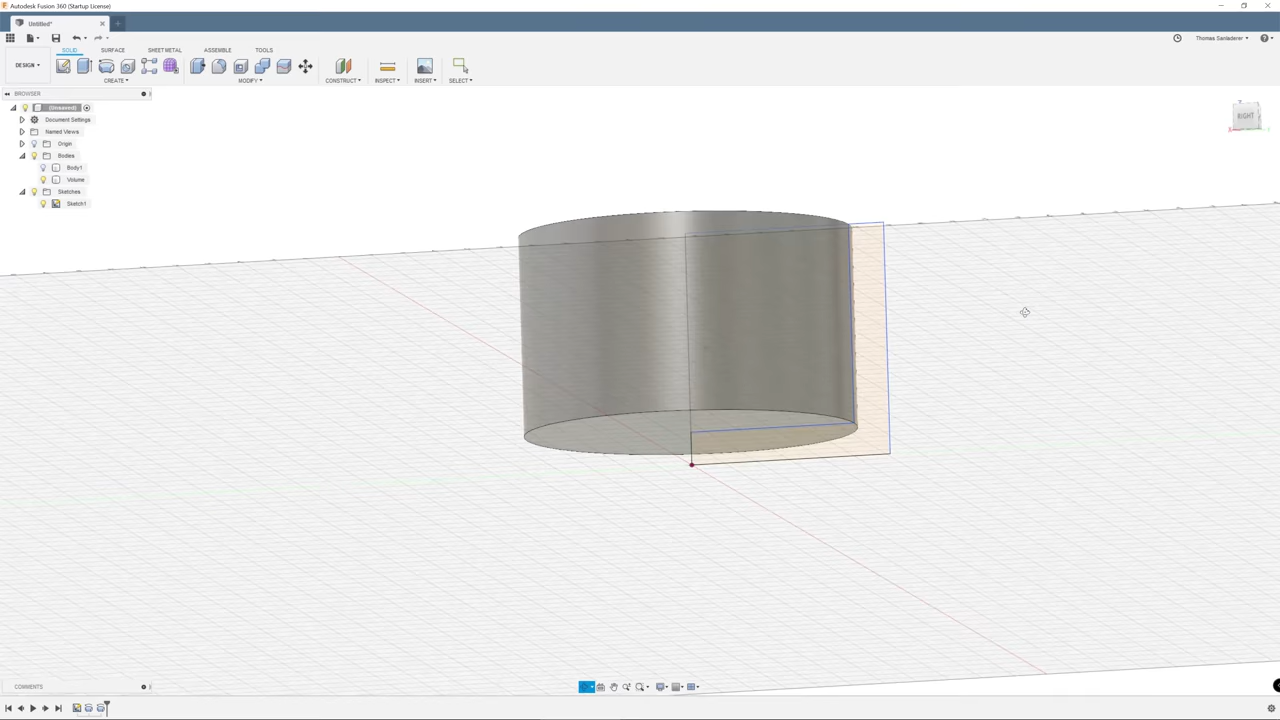 Autodesk Fusion 360 (Startup License)
Untitled*
Thomas Sanladerer
SOLID SURFACE SHEET METAL ASSEMBLE TOOLS
DESIGN
CREATE MODIFY CONSTRUCT INSPECT INSERT SELECT
BROWSER
(Unsaved)
Document Settings
Named Views
Origin
Bodies
Body1
Volume
Sketches
Sketch1
RIGHT
X
COMMENTS